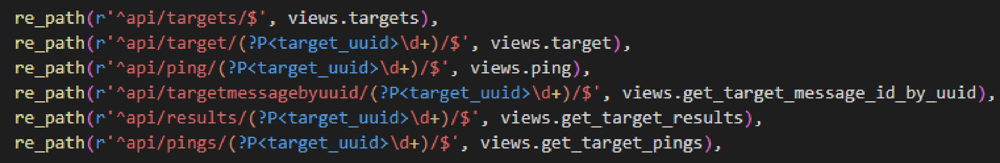 re_path(r'^api/targets/$', views.targets),
re_path(r'^api/target/(?P<target_uuid>\d+)/$', views.target),
re_path(r'^api/ping/(?P<target_uuid>\d+)/$', views.ping),
re_path(r'^api/targetmessagebyuuid/(?P<target_uuid>\d+)/$', views.get_target_message_id_by_uuid),
re_path(r'^api/results/(?P<target_uuid>\d+)/$', views.get_target_results),
re_path(r'^api/pings/(?P<target_uuid>\d+)/$', views.get_target_pings),